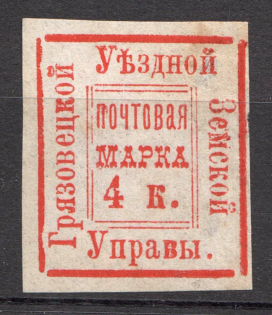 Грязовецкой
Уѣздной
Земской
Управы.
ПОЧТОВАЯ
МАРКА
4 к.